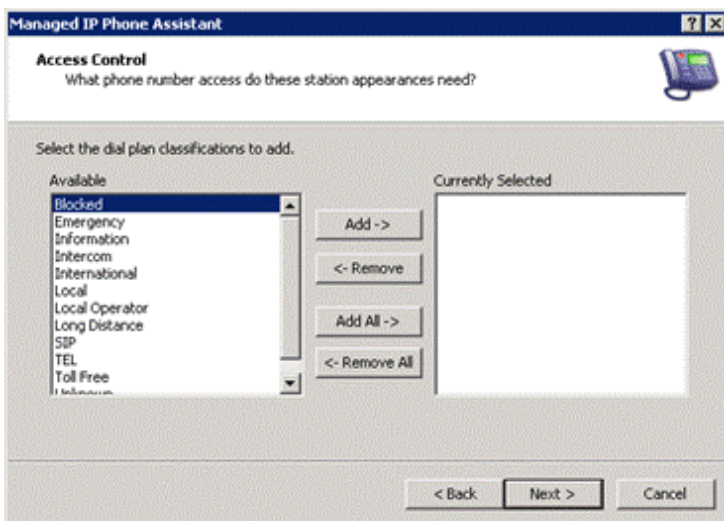 Managed IP Phone Assistant
Access Control
What phone number access do these station appearances need?
Select the dial plan classifications to add.
Available
Currently Selected
Blocked
Emergency
Information
Intercom
International
Local
Local Operator
Long Distance
SIP
TEL
Toll Free
Unknown
Add ->
<- Remove
Add All ->
<- Remove All
< Back
Next >
Cancel